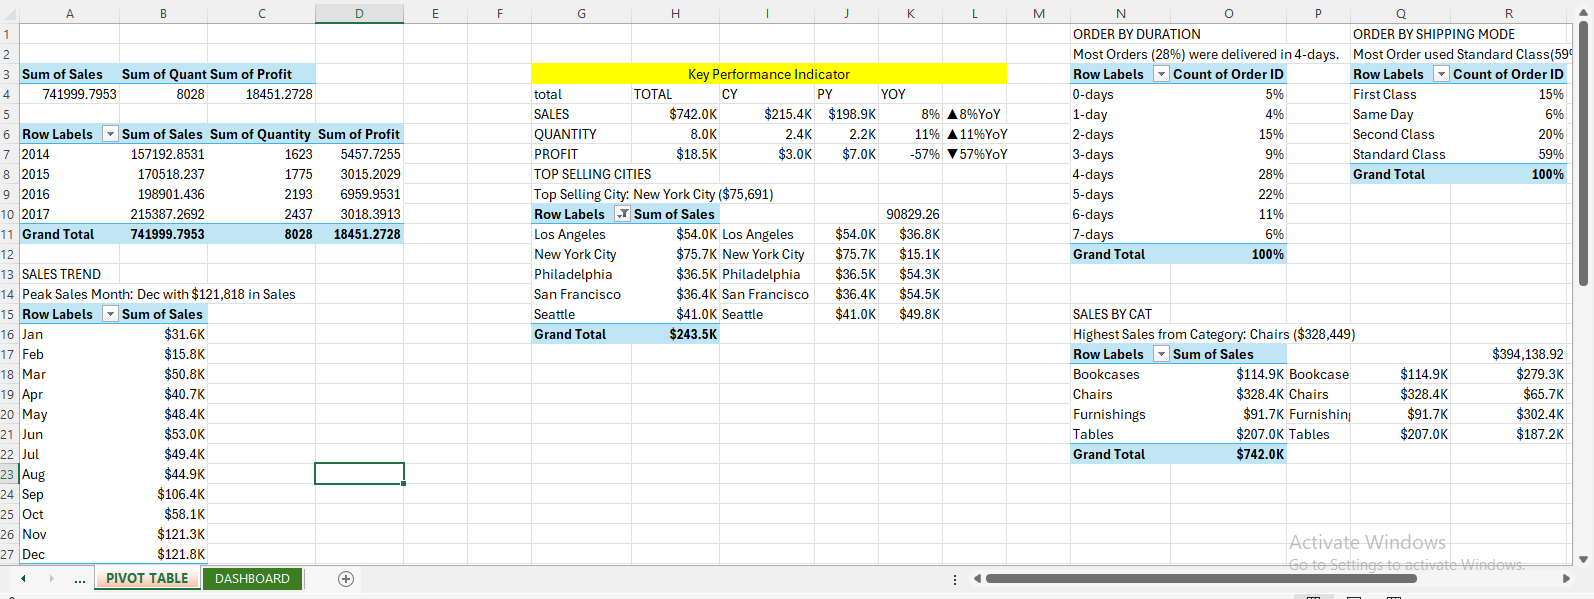 A B C D E F G H I J K L M N O P Q R
1 ORDER BY DURATION ORDER BY SHIPPING MODE
2 Most Orders (28%) were delivered in 4-days. Most Order used Standard Class(59%
3 Sum of Sales Sum of Quant Sum of Profit Key Performance Indicator Row Labels Count of Order ID Row Labels Count of Order ID
4 741999.7953 8028 18451.2728 total TOTAL CY PY YOY 0-days 5% First Class 15%
5 SALES $742.0K $215.4K $198.9K 8% ▲8%YoY 1-day 4% Same Day 6%
6 Row Labels Sum of Sales Sum of Quantity Sum of Profit QUANTITY 8.0K 2.4K 2.2K 11% ▲11%YoY 2-days 15% Second Class 20%
7 2014 157192.8531 1623 5457.7255 PROFIT $18.5K $3.0K $7.0K -57% ▼57%YoY 3-days 9% Standard Class 59%
8 2015 170518.237 1775 3015.2029 TOP SELLING CITIES 4-days 28% Grand Total 100%
9 2016 198901.436 2193 6959.9531 Top Selling City: New York City ($75,691) 5-days 22%
10 2017 215387.2692 2437 3018.3913 Row Labels Sum of Sales 90829.26 6-days 11%
11 Grand Total 741999.7953 8028 18451.2728 Los Angeles $54.0K Los Angeles $54.0K $36.8K 7-days 6%
12 New York City $75.7K New York City $75.7K $15.1K Grand Total 100%
13 SALES TREND Philadelphia $36.5K Philadelphia $36.5K $54.3K
14 Peak Sales Month: Dec with $121,818 in Sales San Francisco $36.4K San Francisco $36.4K $54.5K
15 Row Labels Sum of Sales Seattle $41.0K Seattle $41.0K $49.8K SALES BY CAT
16 Jan $31.6K Grand Total $243.5K Highest Sales from Category: Chairs ($328,449)
17 Feb $15.8K Row Labels Sum of Sales $394,138.92
18 Mar $50.8K Bookcases $114.9K Bookcase $114.9K $279.3K
19 Apr $40.7K Chairs $328.4K Chairs $328.4K $65.7K
20 May $48.4K Furnishings $91.7K Furnishing $91.7K $302.4K
21 Jun $53.0K Tables $207.0K Tables $207.0K $187.2K
22 Jul $49.4K Grand Total $742.0K
23 Aug $44.9K
24 Sep $106.4K
25 Oct $58.1K
26 Nov $121.3K
27 Dec $121.8K
Activate Windows
Go to Settings to activate Windows.
... PIVOT TABLE DASHBOARD